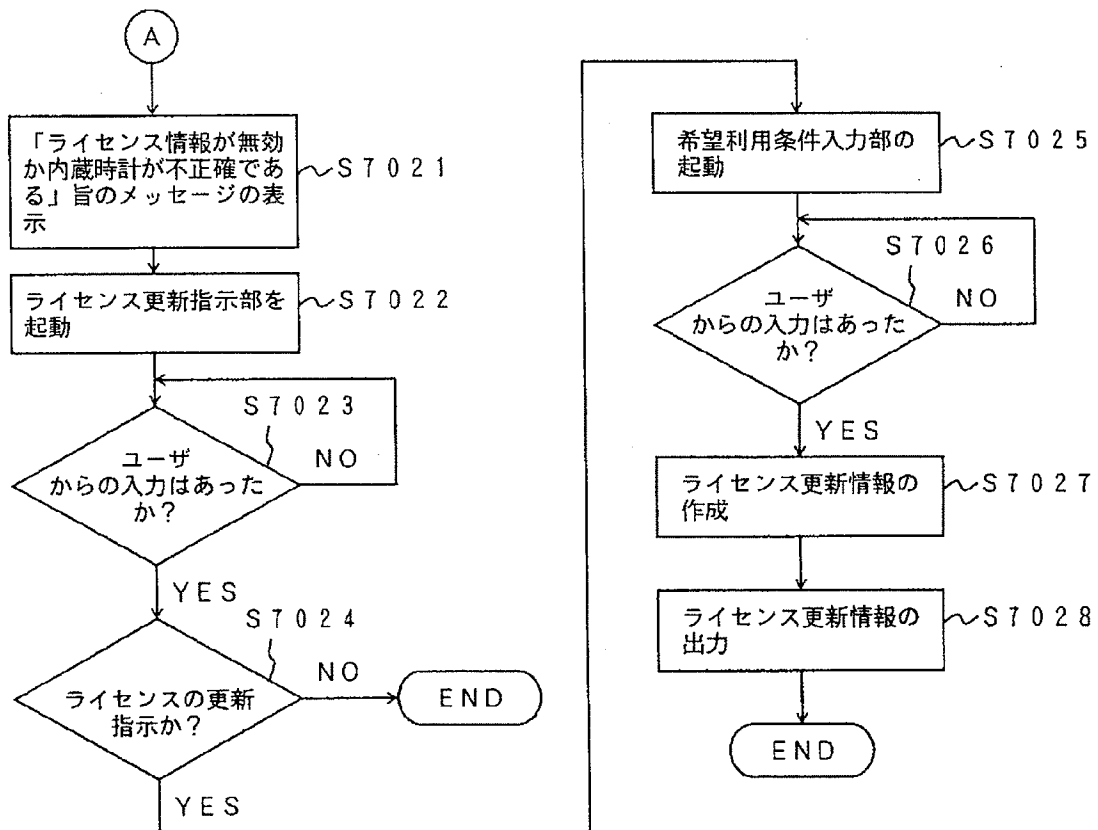 A
「ライセンス情報が無効
か内蔵時計が不正確であ
る」旨のメッセージの表
示
S7021
ライセンス更新指示部を
起動
S7022
S7023
ユーザ
からの入力はあった
か？
NO
YES
S7024
ライセンスの更新
指示か？
NO
END
YES
希望利用条件入力部の
起動
S7025
S7026
ユーザ
からの入力はあった
か？
NO
YES
ライセンス更新情報の
作成
S7027
ライセンス更新情報の
出力
S7028
END